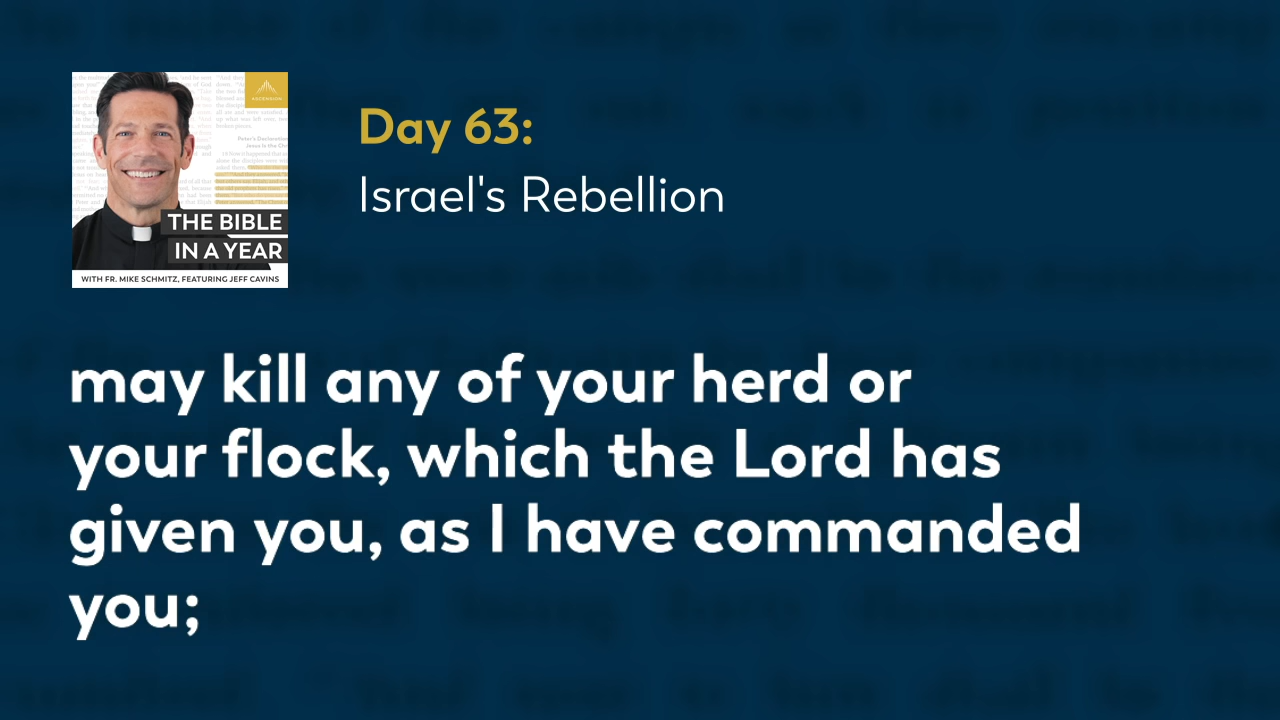 ASCENSION
Day 63:
Israel's Rebellion
THE BIBLE
IN A YEAR
WITH FR. MIKE SCHMITZ, FEATURING JEFF CAVINS
may kill any of your herd or
your flock, which the Lord has
given you, as I have commanded
you;